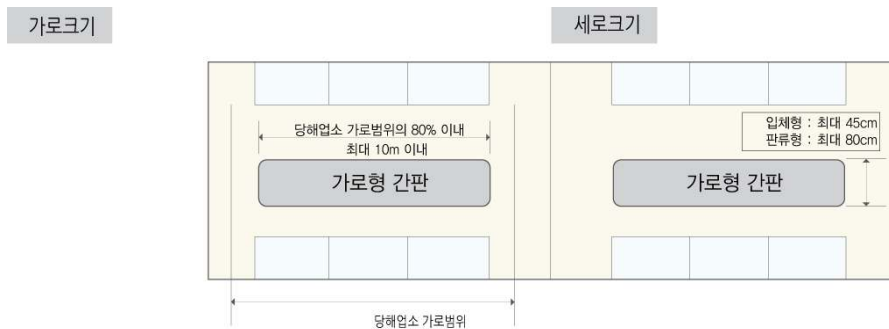 가로크기
세로크기
당해업소 가로범위의 80% 이내
최대 10m 이내
입체형 : 최대 45cm
판류형 : 최대 80cm
가로형 간판
가로형 간판
당해업소 가로범위